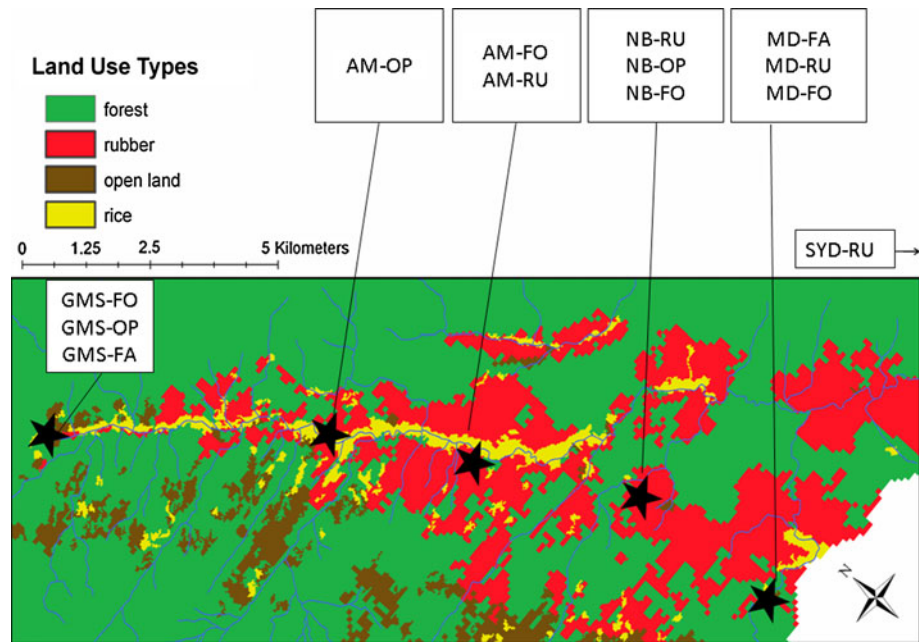 Land Use Types
forest
rubber
open land
rice
0 1.25 2.5 5 Kilometers
AM-OP
AM-FO
AM-RU
NB-RU
NB-OP
NB-FO
MD-FA
MD-RU
MD-FO
SYD-RU
GMS-FO
GMS-OP
GMS-FA
N